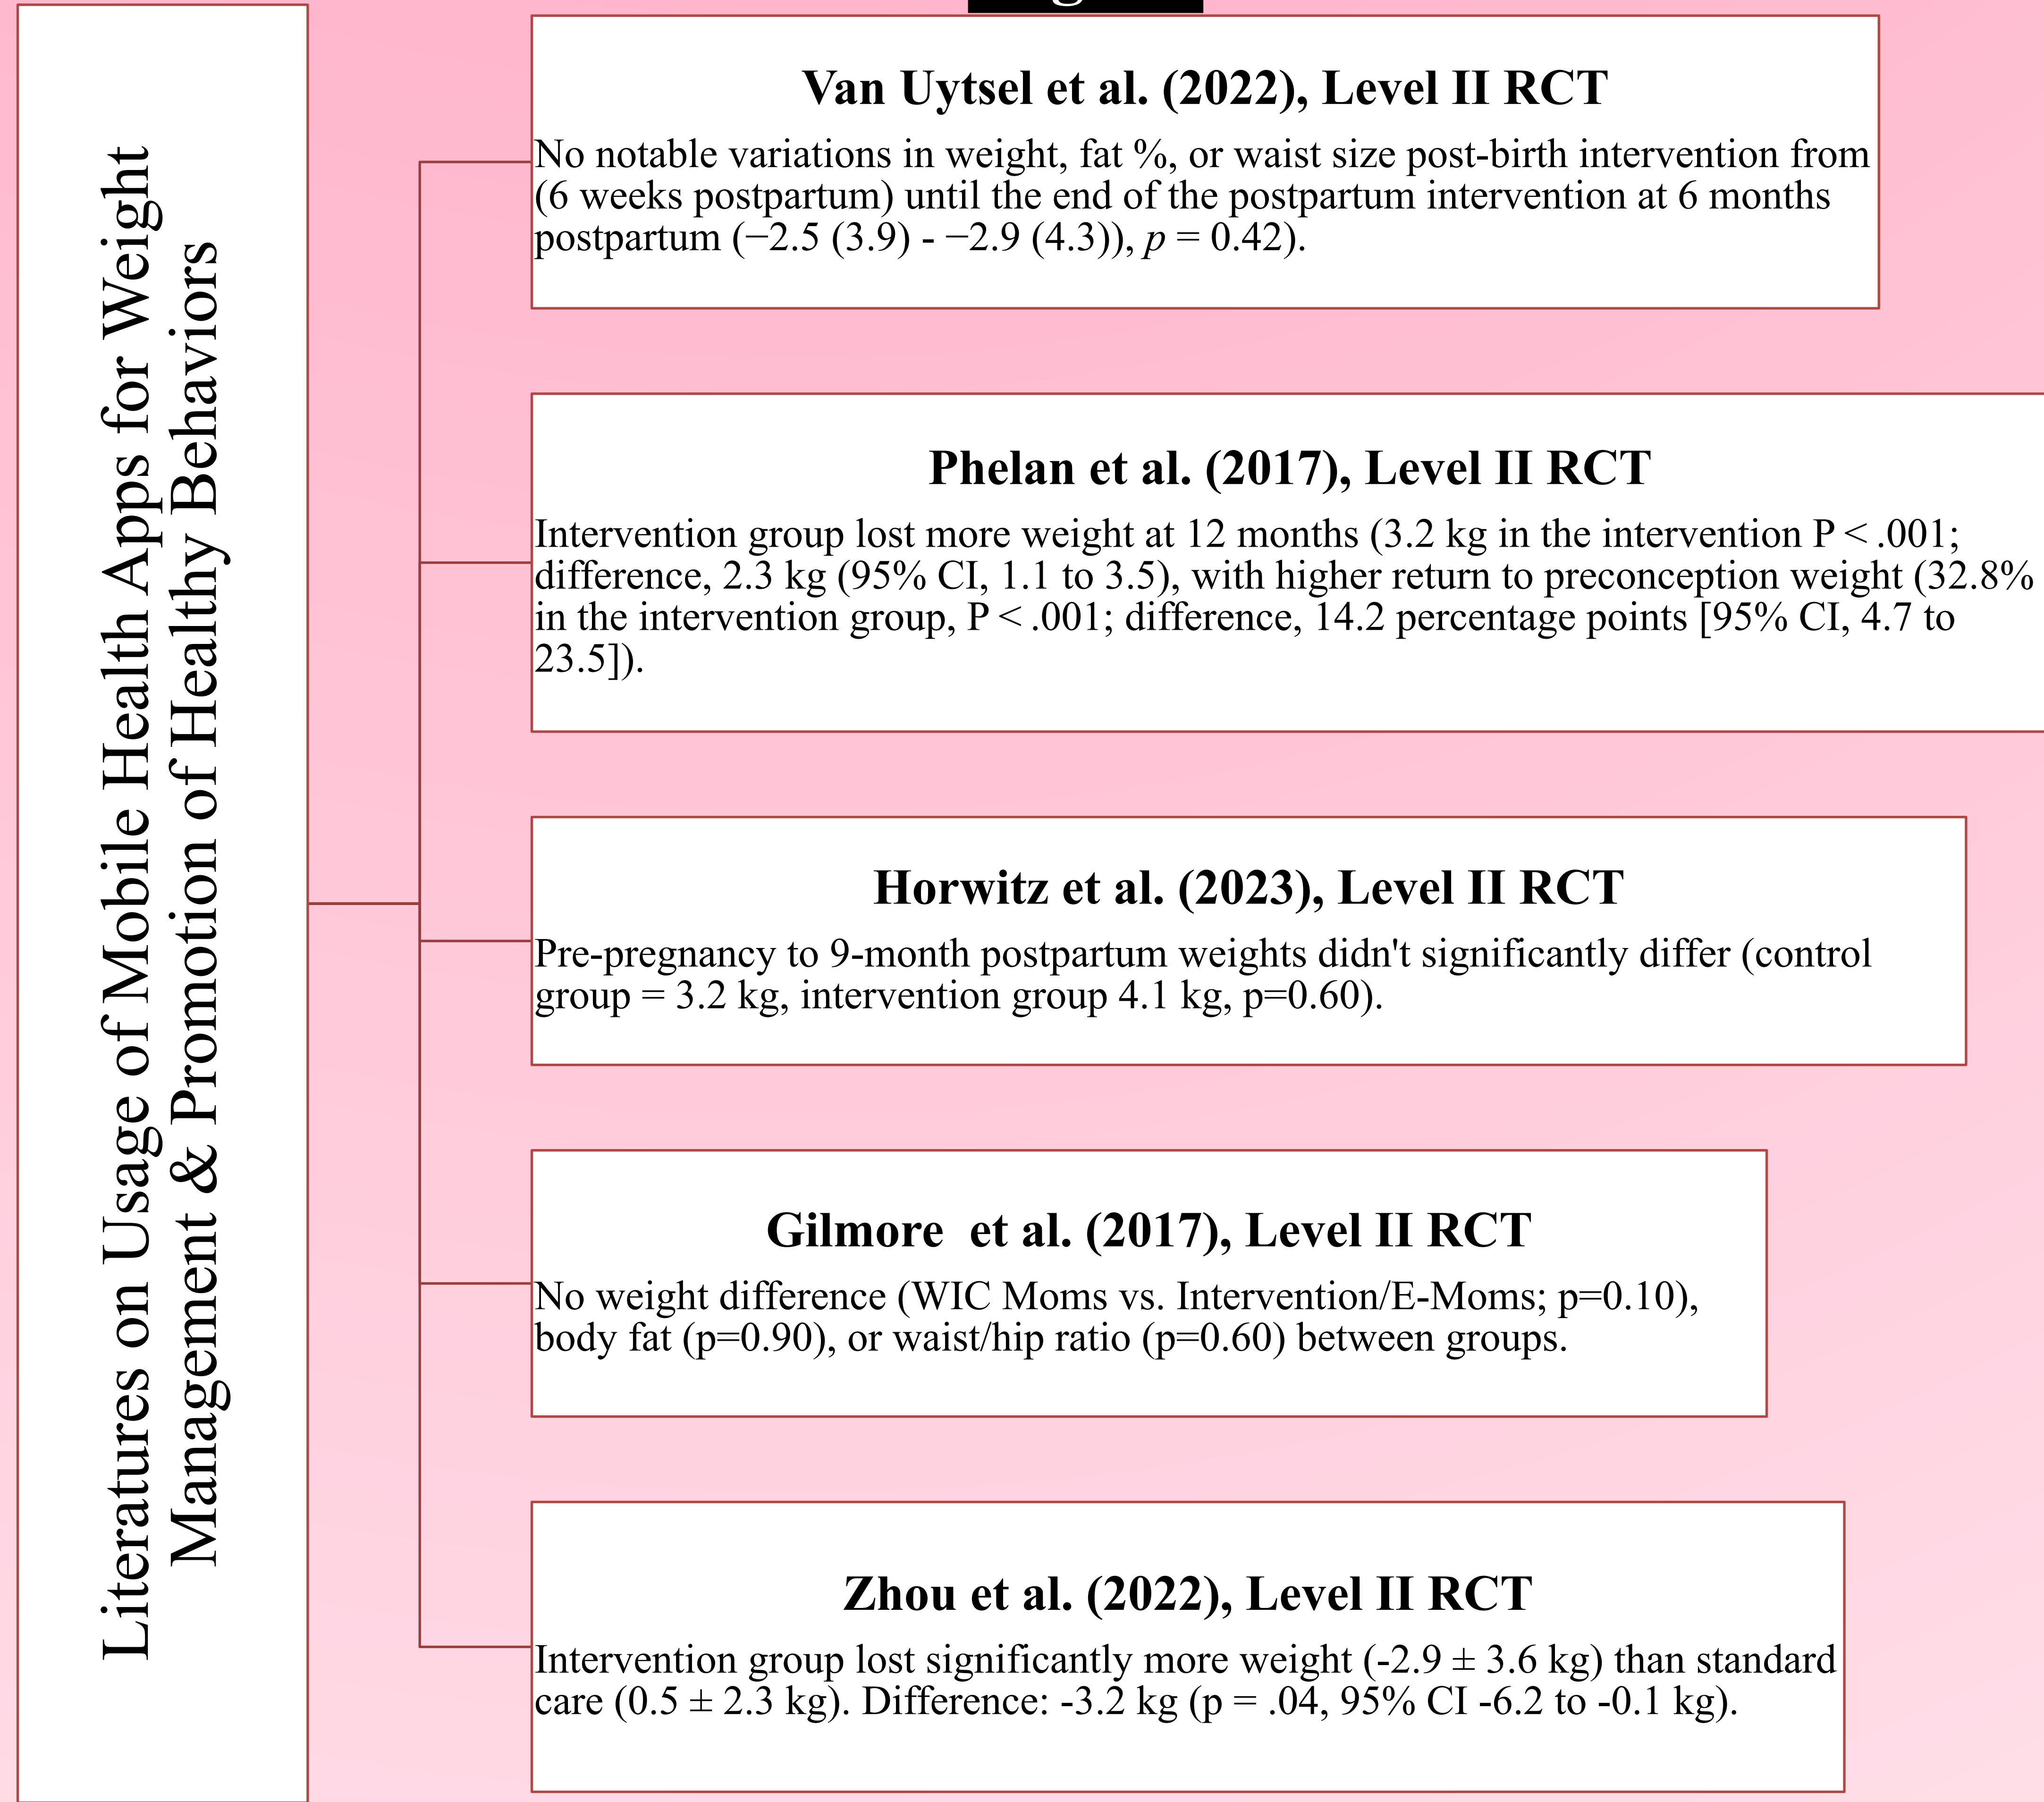 Literatures on Usage of Mobile Health Apps for Weight
Management & Promotion of Healthy Behaviors
Van Uytsel et al. (2022), Level II RCT
No notable variations in weight, fat %, or waist size post-birth intervention from
(6 weeks postpartum) until the end of the postpartum intervention at 6 months
postpartum (−2.5 (3.9) - −2.9 (4.3)), p = 0.42).
Phelan et al. (2017), Level II RCT
Intervention group lost more weight at 12 months (3.2 kg in the intervention P < .001;
difference, 2.3 kg (95% CI, 1.1 to 3.5), with higher return to preconception weight (32.8%
in the intervention group, P < .001; difference, 14.2 percentage points [95% CI, 4.7 to
23.5]).
Horwitz et al. (2023), Level II RCT
Pre-pregnancy to 9-month postpartum weights didn't significantly differ (control
group = 3.2 kg, intervention group 4.1 kg, p=0.60).
Gilmore  et al. (2017), Level II RCT
No weight difference (WIC Moms vs. Intervention/E-Moms; p=0.10),
body fat (p=0.90), or waist/hip ratio (p=0.60) between groups.
Zhou et al. (2022), Level II RCT
Intervention group lost significantly more weight (-2.9 ± 3.6 kg) than standard
care (0.5 ± 2.3 kg). Difference: -3.2 kg (p = .04, 95% CI -6.2 to -0.1 kg).